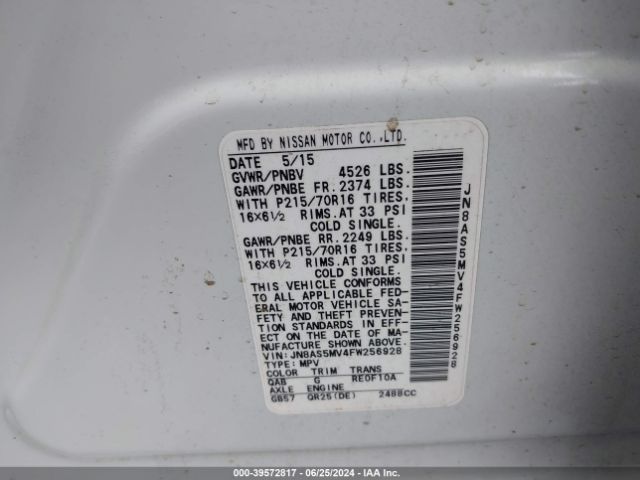 MFD BY NISSAN MOTOR CO.,LTD.
DATE 5/15
GVWR/PNBV 4526 LBS.
GAWR/PNBE FR. 2374 LBS.
WITH P215/70R16 TIRES.
16X6½ RIMS.AT 33 PSI
COLD SINGLE.
GAWR/PNBE RR. 2249 LBS.
WITH P215/70R16 TIRES.
16X6½ RIMS.AT 33 PSI
COLD SINGLE.
THIS VEHICLE CONFORMS
TO ALL APPLICABLE FED-
ERAL MOTOR VEHICLE SA-
FETY AND THEFT PREVEN-
TION STANDARDS IN EFF-
ECT ON THE DATE OF MA-
NUFACTURE SHOWN ABOVE.
VIN: JN8AS5MV4FW256928
TYPE: MPV
COLOR TRIM TRANS
QAB G RE0F10A
AXLE ENGINE
GB57 QR25(DE) 2488CC
JN8AS5MV4FW256928
000-39572817 - 06/25/2024 - IAA Inc.